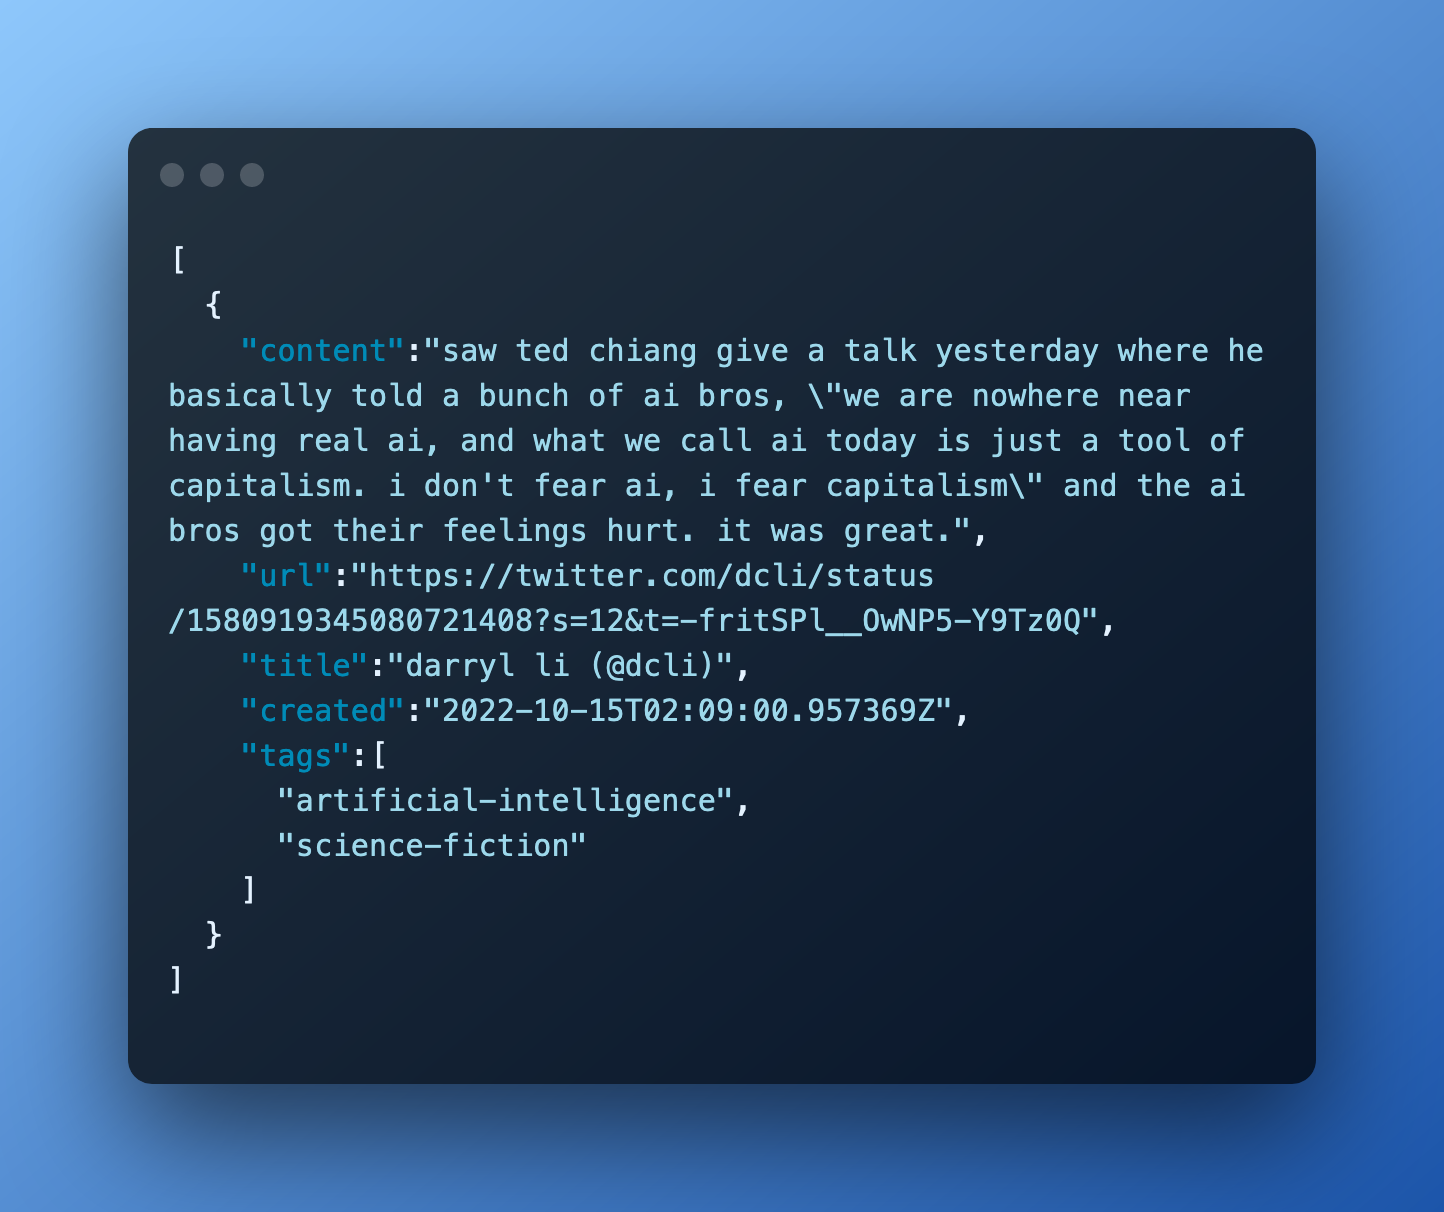 [
  {
    "content":"saw ted chiang give a talk yesterday where he
basically told a bunch of ai bros, \"we are nowhere near
having real ai, and what we call ai today is just a tool of
capitalism. i don't fear ai, i fear capitalism\" and the ai
bros got their feelings hurt. it was great.",
    "url":"https://twitter.com/dcli/status
/1580919345080721408?s=12&t=-fritSPl__OwNP5-Y9Tz0Q",
    "title":"darryl li (@dcli)",
    "created":"2022-10-15T02:09:00.957369Z",
    "tags":[
      "artificial-intelligence",
      "science-fiction"
    ]
  }
]